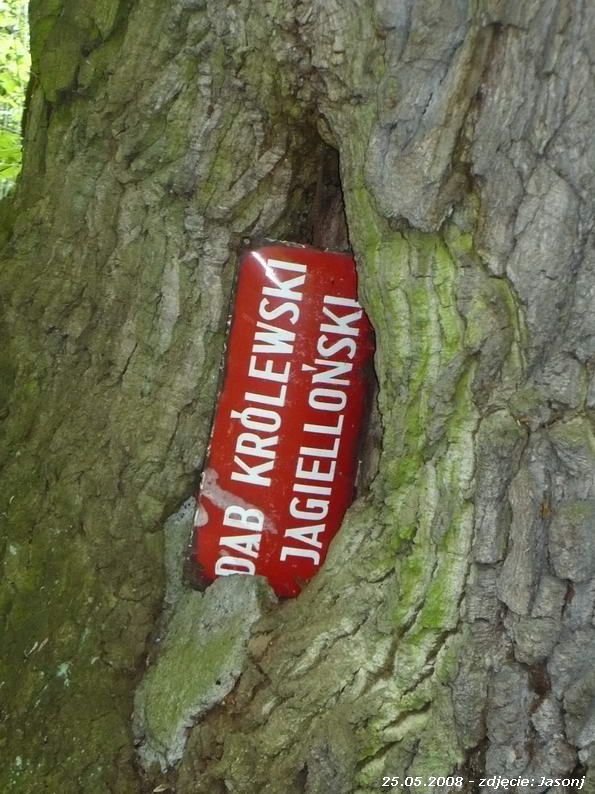 DĄB KRÓLEWSKI
JAGIELLOŃSKI
25.05.2008 - zdjęcie: Jasonj